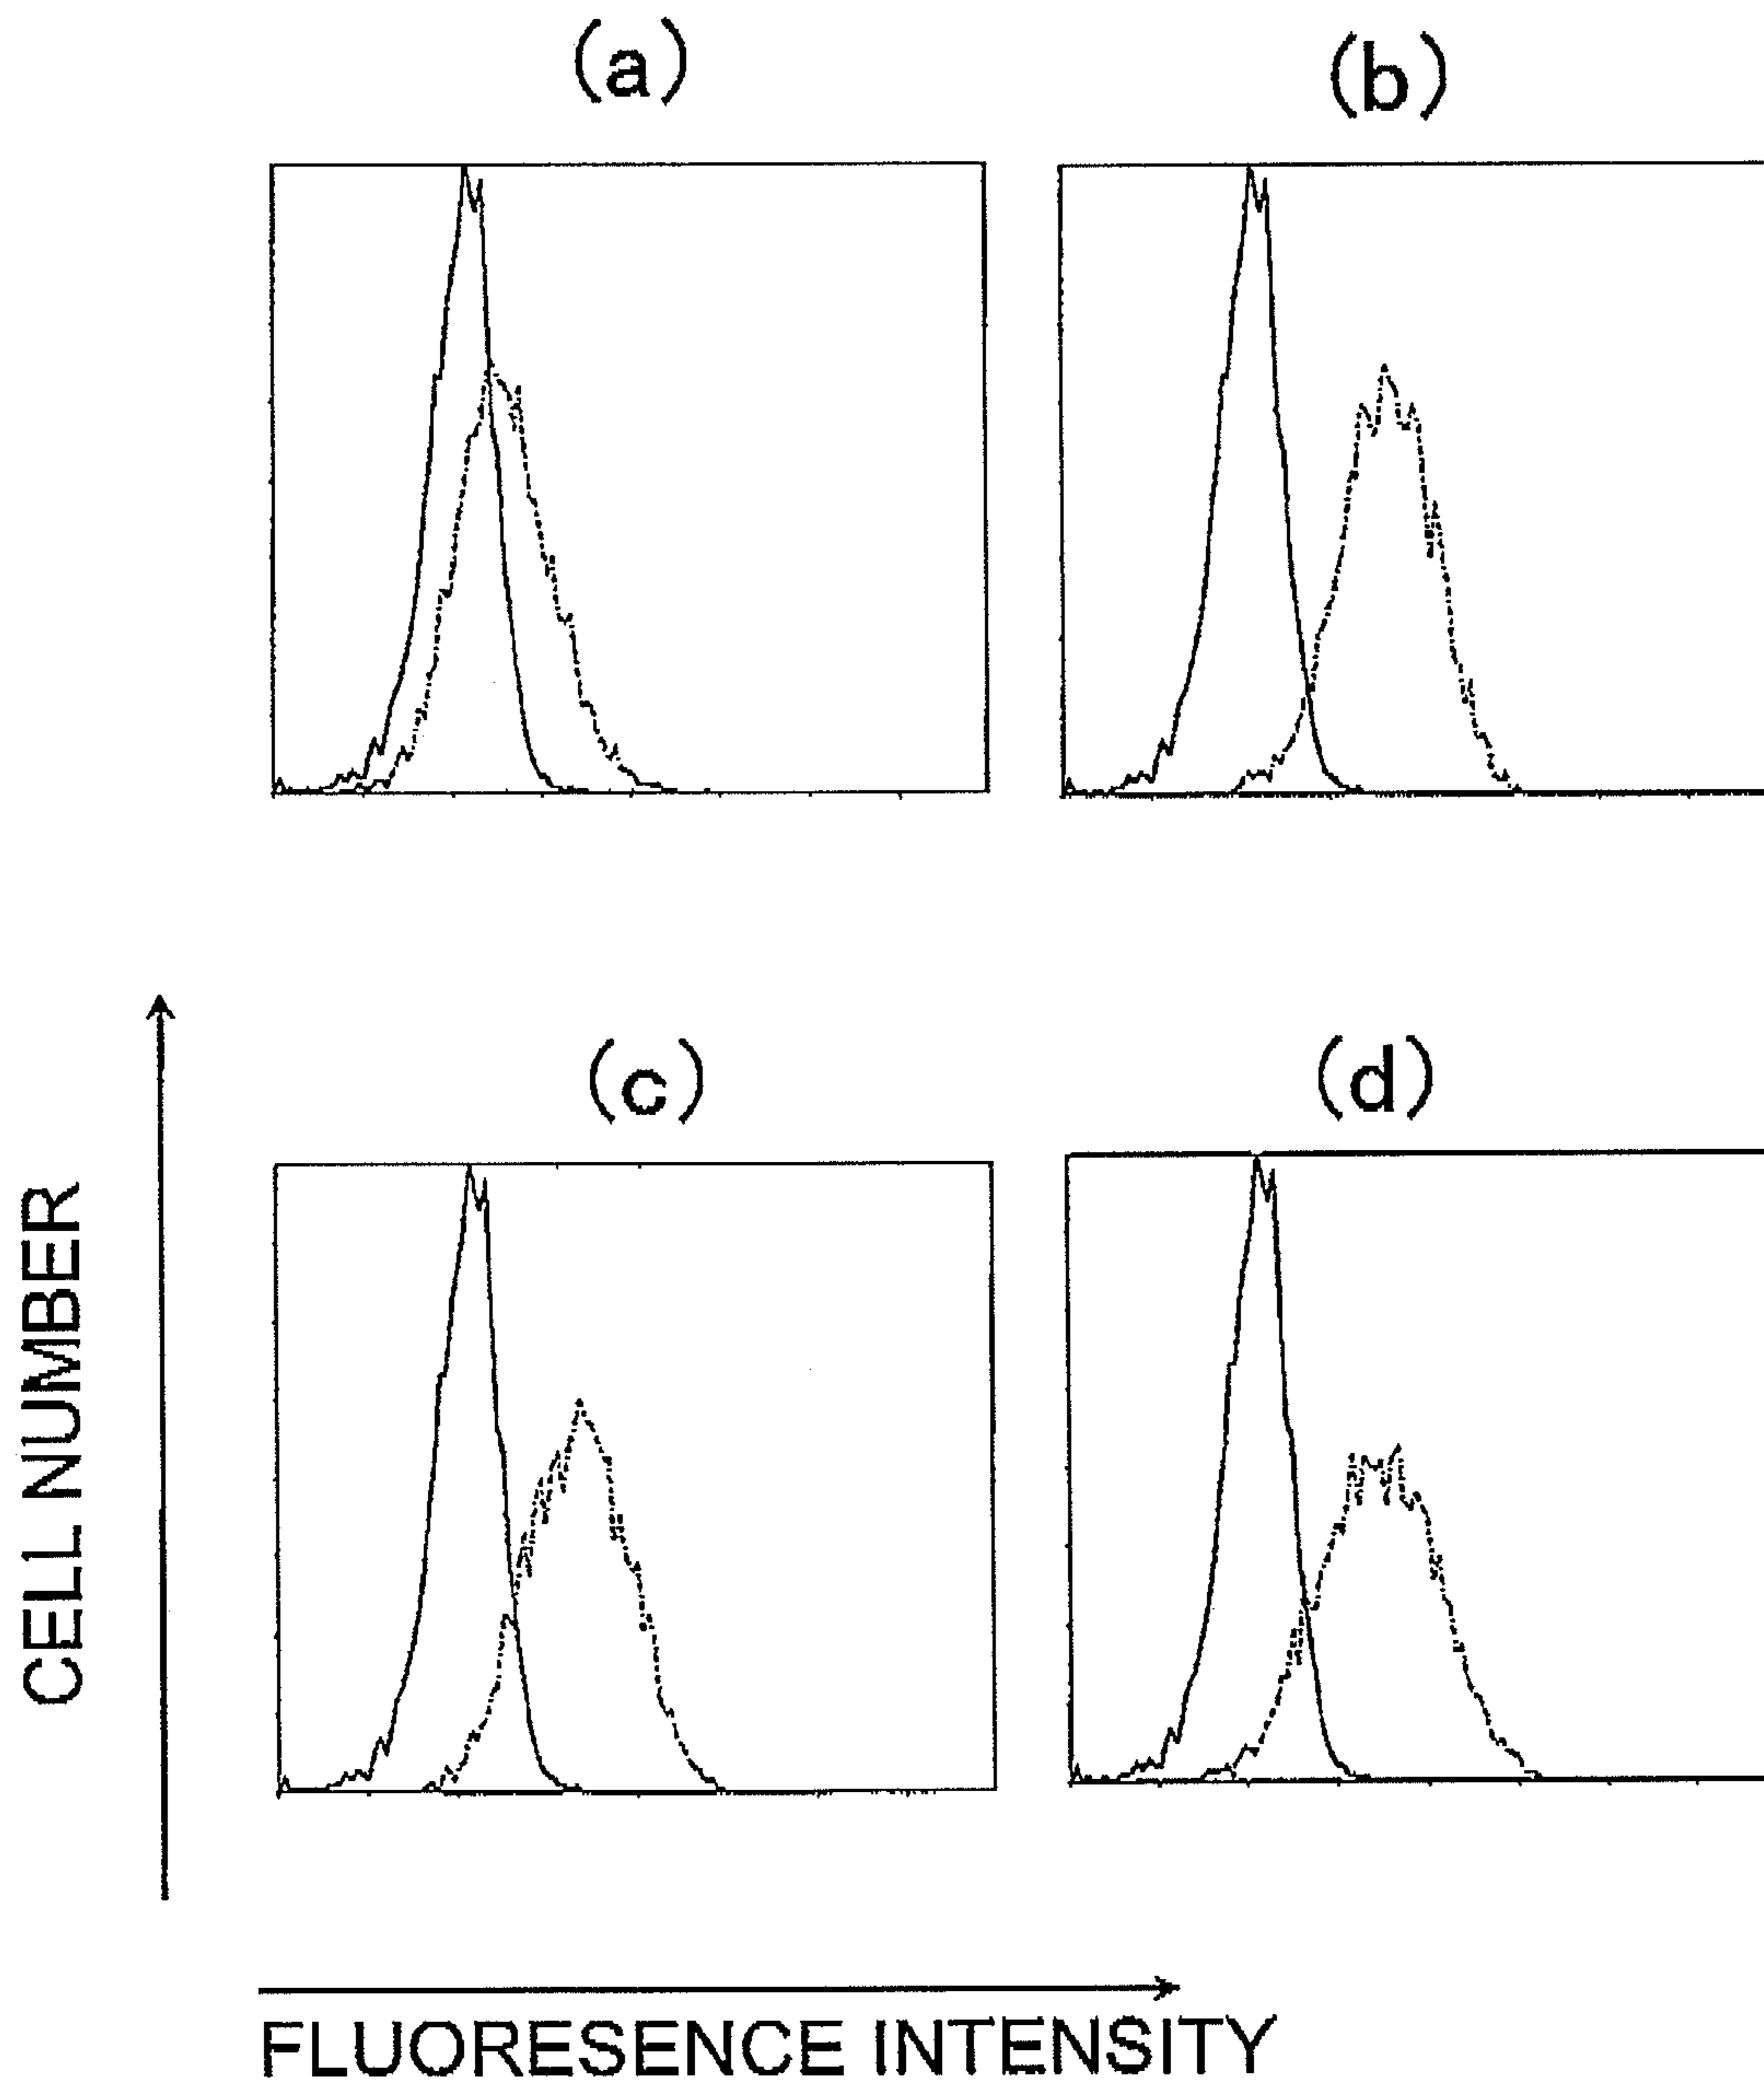 (a)
(b)
(c)
(d)
CELL NUMBER
FLUORESENCE INTENSITY